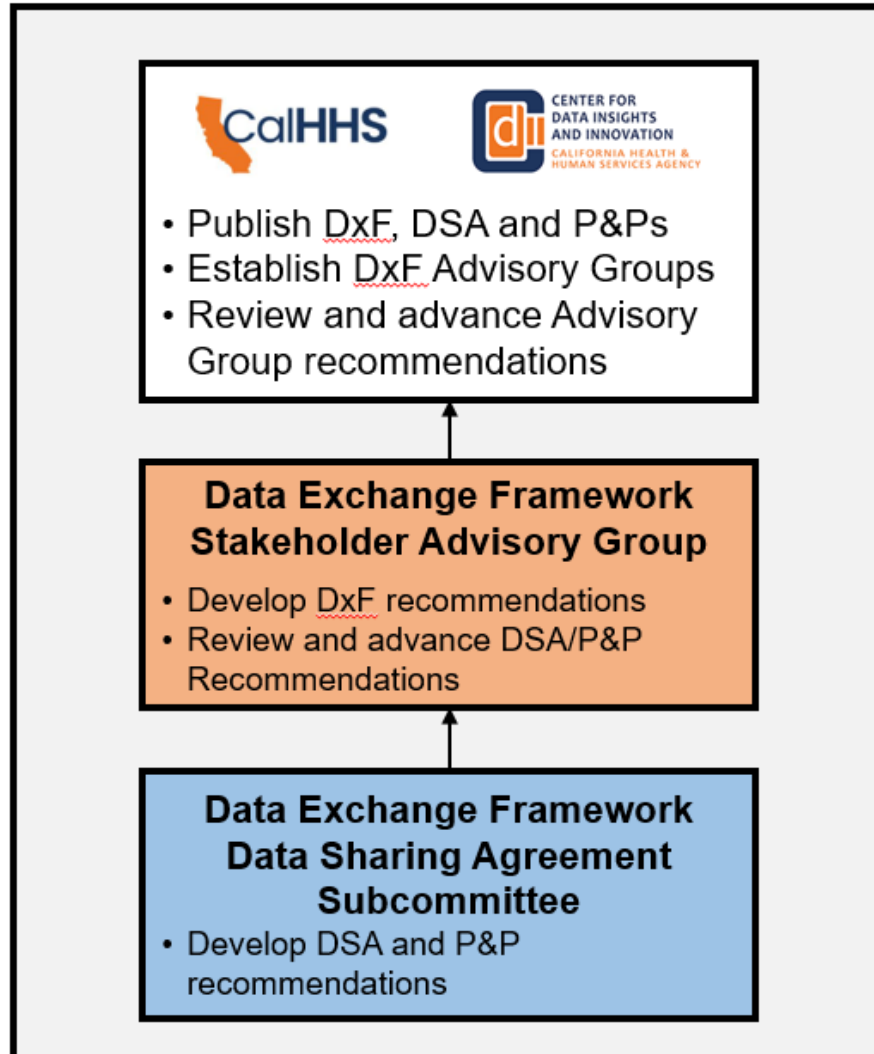 CalHHS
dii
CENTER FOR
DATA INSIGHTS
AND INNOVATION
CALIFORNIA HEALTH &
HUMAN SERVICES AGENCY
• Publish DxF, DSA and P&Ps
• Establish DxF Advisory Groups
• Review and advance Advisory
Group recommendations
Data Exchange Framework
Stakeholder Advisory Group
• Develop DxF recommendations
• Review and advance DSA/P&P
Recommendations
Data Exchange Framework
Data Sharing Agreement
Subcommittee
• Develop DSA and P&P
recommendations